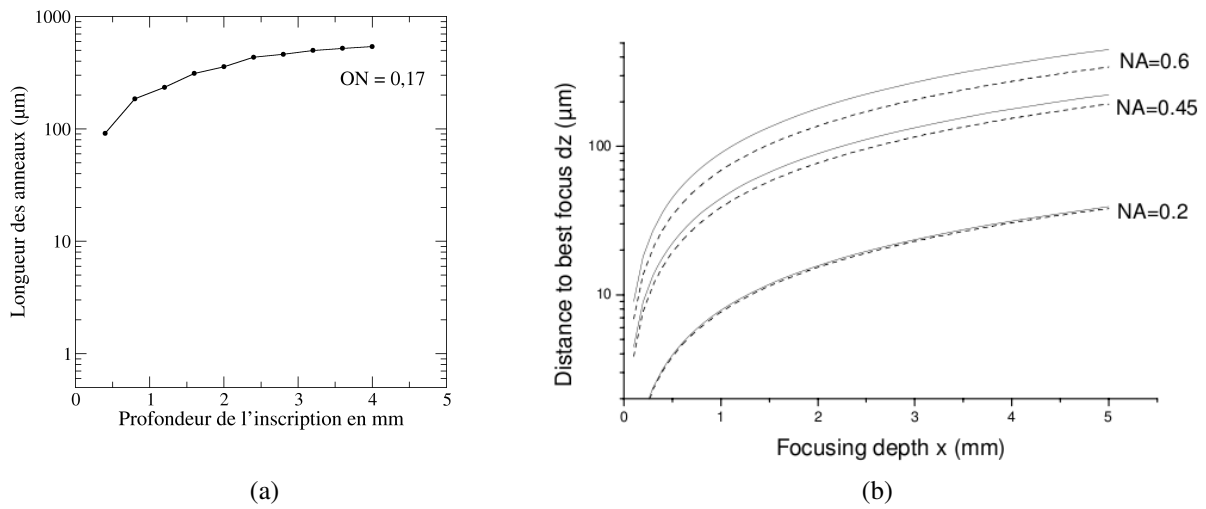 1000
100
10
1
Longueur des anneaux (µm)
ON = 0,17
0 1 2 3 4 5
Profondeur de l'inscription en mm
(a)
100
10
Distance to best focus dz (µm)
NA=0.6
NA=0.45
NA=0.2
0 1 2 3 4 5
Focusing depth x (mm)
(b)